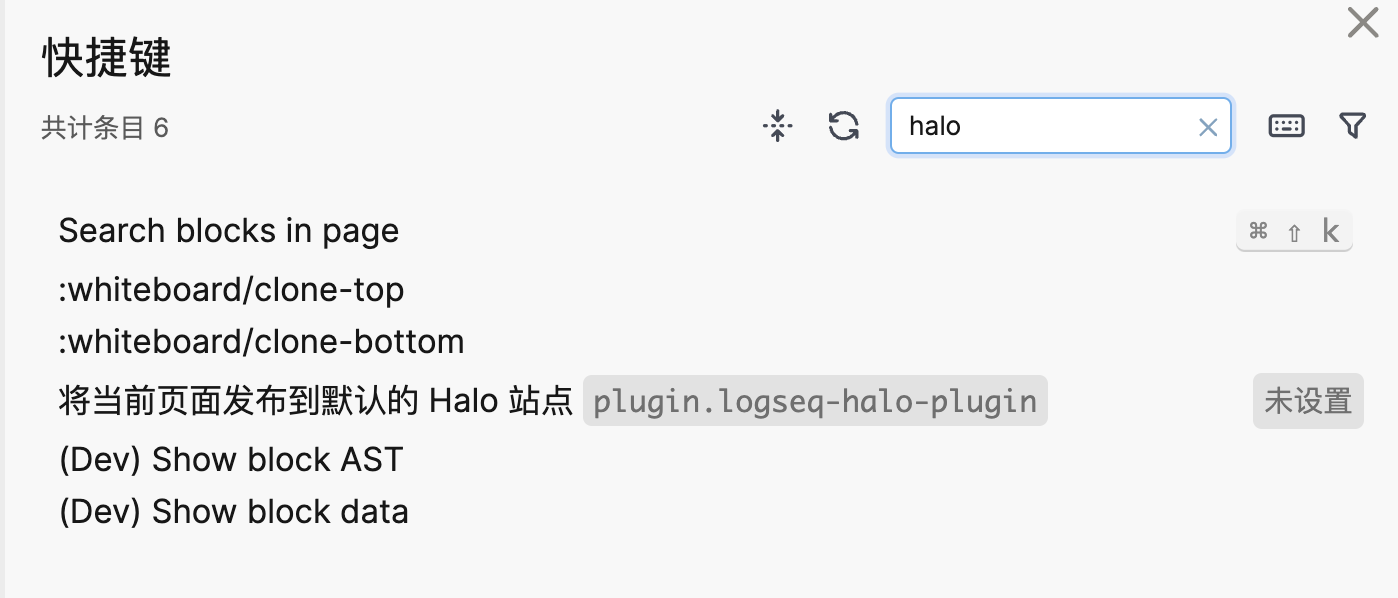 快捷键
共计条目 6
halo
Search blocks in page ⌘ ⇧ k
:whiteboard/clone-top
:whiteboard/clone-bottom
将当前页面发布到默认的 Halo 站点 plugin.logseq-halo-plugin 未设置
(Dev) Show block AST
(Dev) Show block data